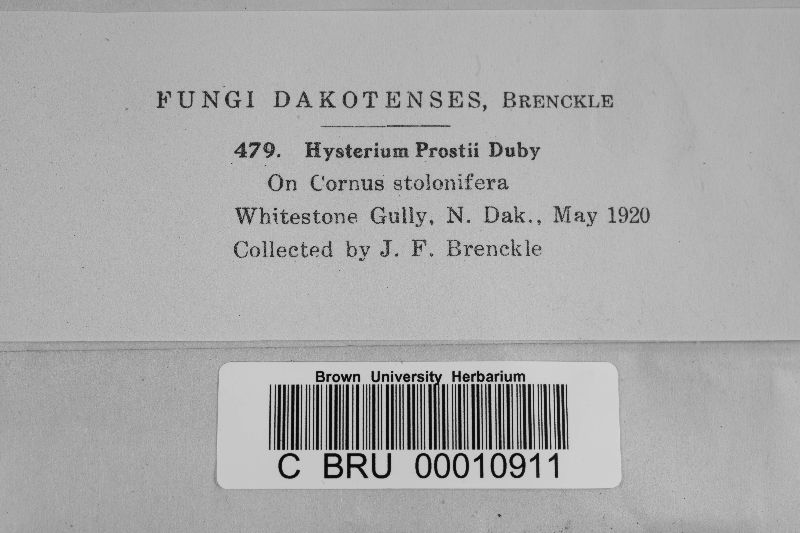 FUNGI DAKOTENSES, BRENCKLE
479. Hysterium Prostii Duby
On Cornus stolonifera
Whitestone Gully, N. Dak., May 1920
Collected by J. F. Brenckle
Brown University Herbarium
C BRU 00010911